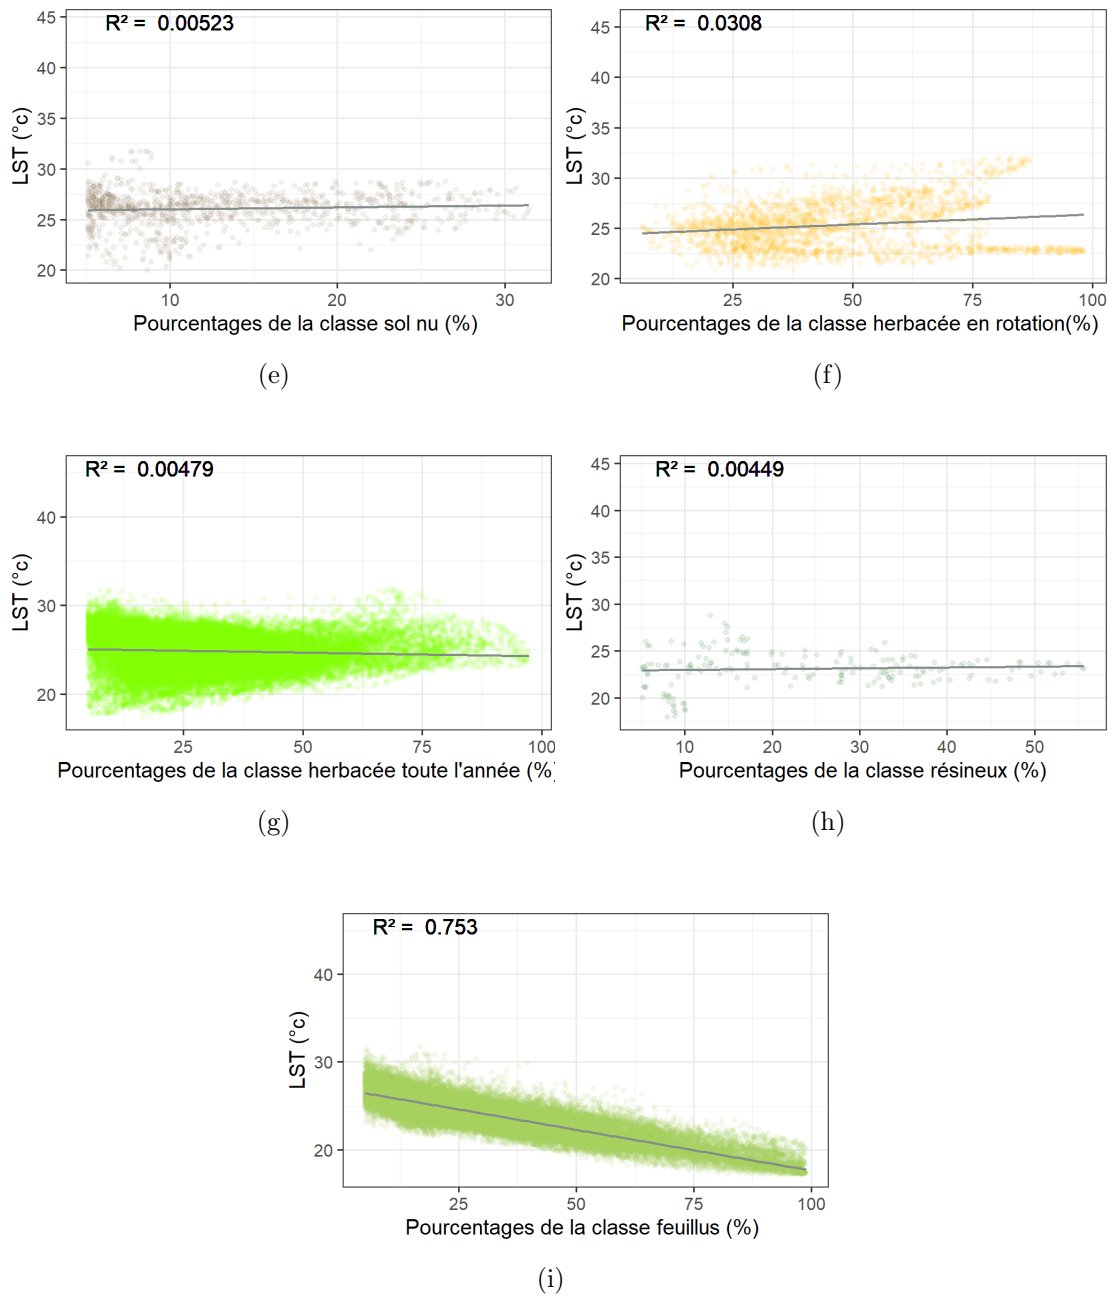 R² = 0.00523
45
40
35
30
25
20
LST (°c)
10
20
30
Pourcentages de la classe sol nu (%)
(e)
R² = 0.0308
45
40
35
30
25
20
LST (°c)
25
50
75
100
Pourcentages de la classe herbacée en rotation(%)
(f)
R² = 0.00479
40
30
20
LST (°c)
25
50
75
100
Pourcentages de la classe herbacée toute l'année (%)
(g)
R² = 0.00449
45
40
35
30
25
20
LST (°c)
10
20
30
40
50
Pourcentages de la classe résineux (%)
(h)
R² = 0.753
40
30
20
LST (°c)
25
50
75
100
Pourcentages de la classe feuillus (%)
(i)